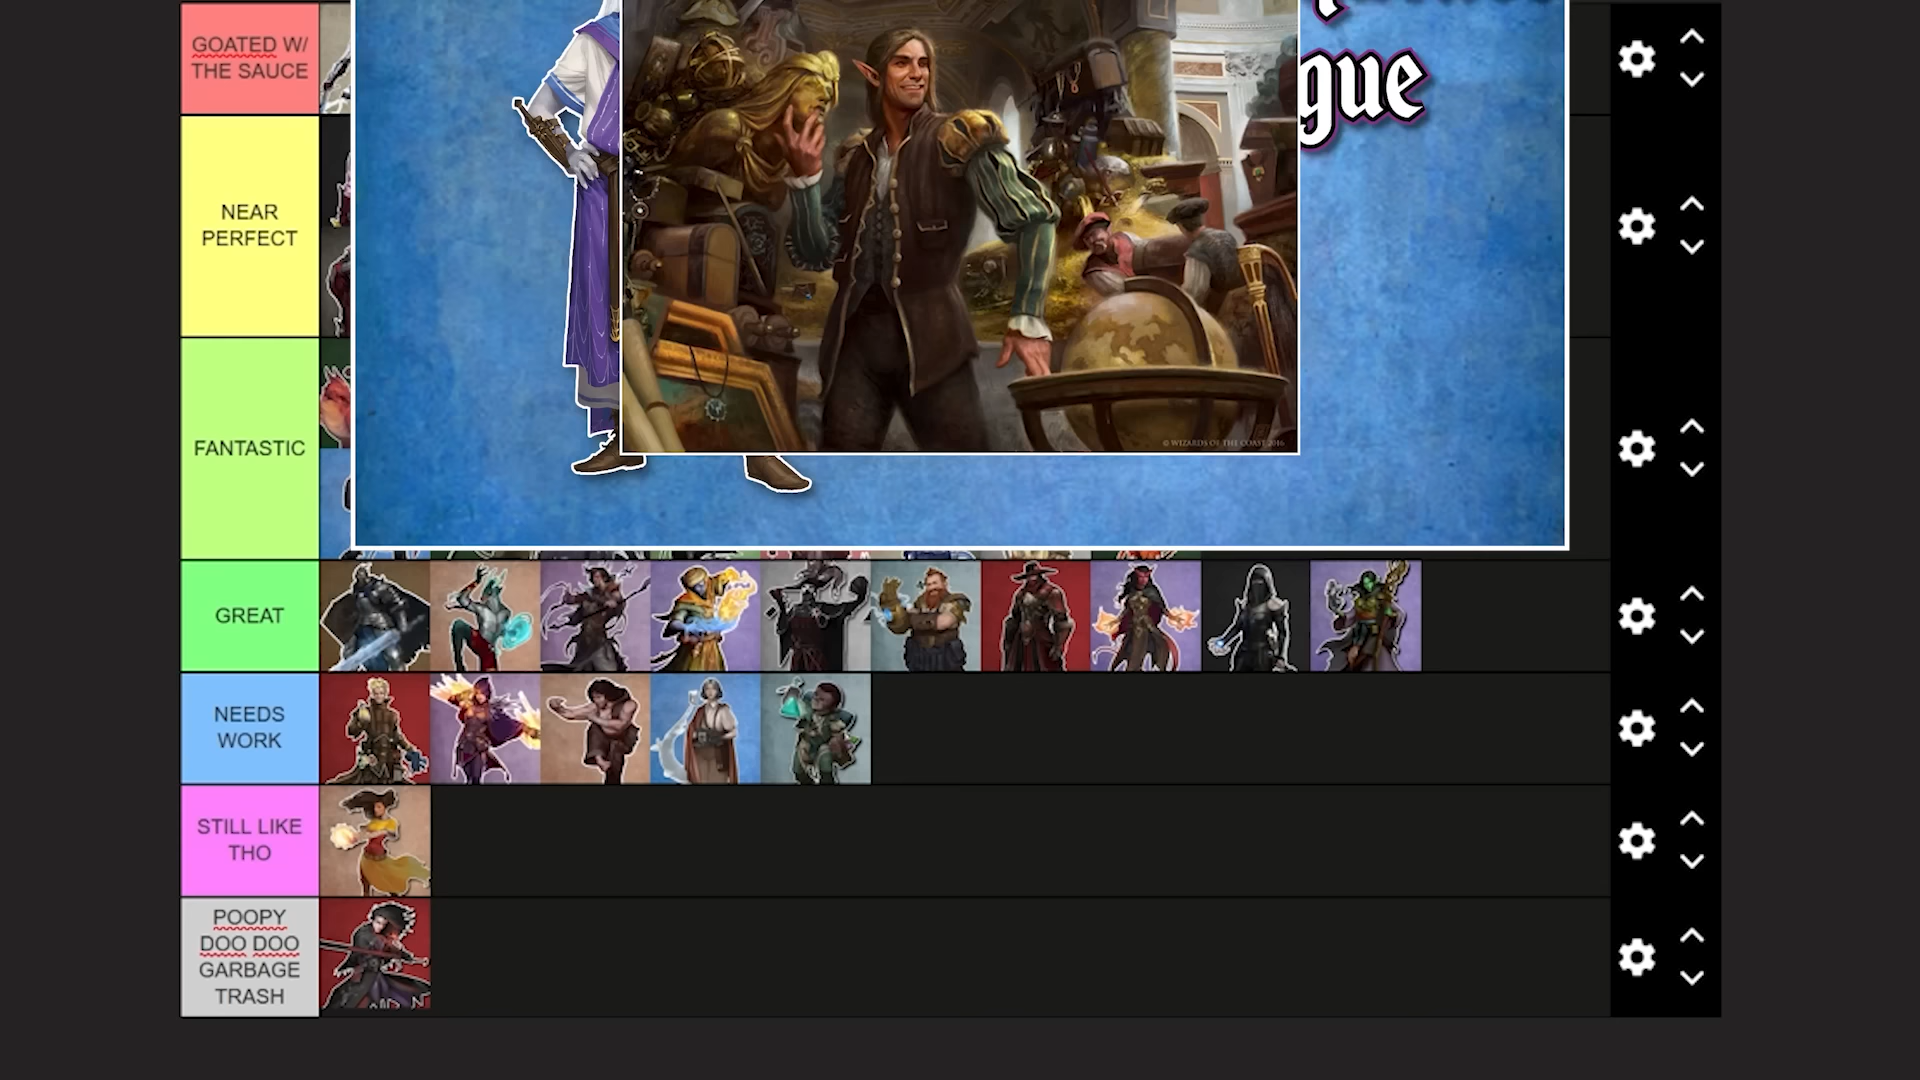 GOATED W/
THE SAUCE
gue
NEAR
PERFECT
FANTASTIC
© WIZARDS OF THE COAST 2016
GREAT
NEEDS
WORK
STILL LIKE
THO
POOPY
DOO DOO
GARBAGE
TRASH